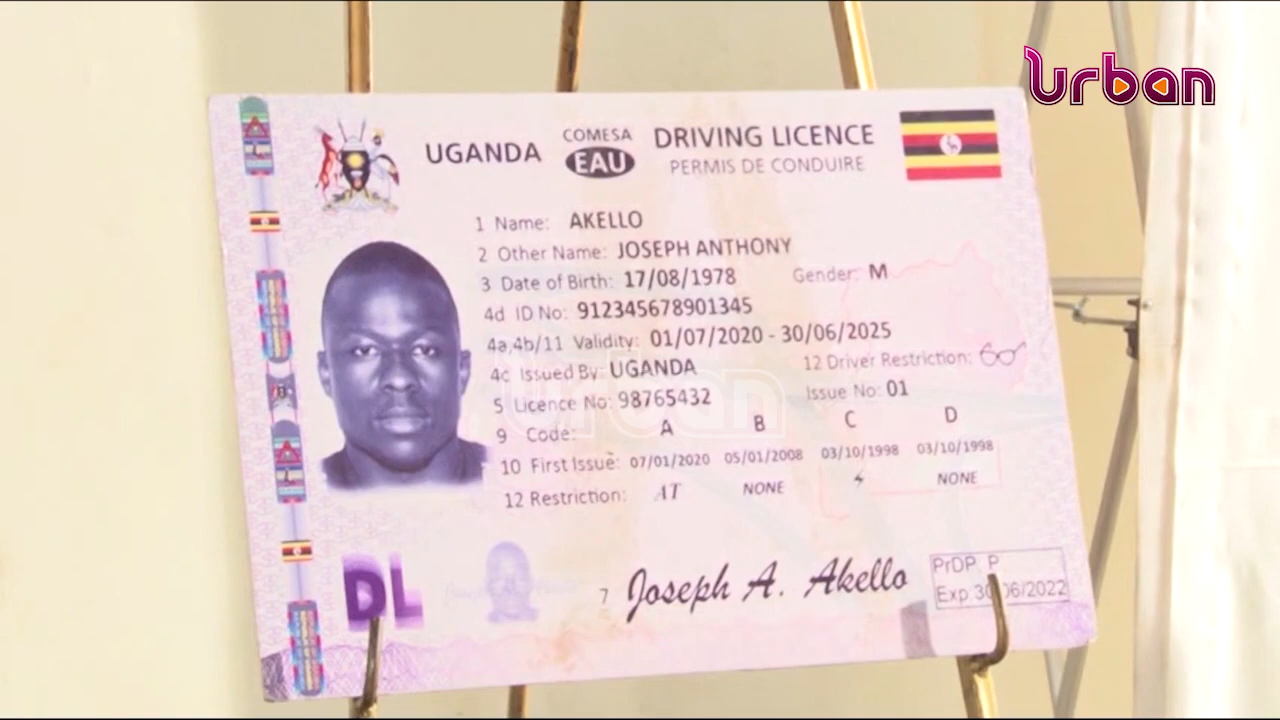 urban
UGANDA COMESA EAU DRIVING LICENCE
PERMIS DE CONDUIRE
1 Name: AKELLO
2 Other Name: JOSEPH ANTHONY
3 Date of Birth: 17/08/1978 Gender: M
4d ID No: 912345678901345
4a,4b/11 Validity: 01/07/2020 - 30/06/2025
4c Issued By: UGANDA 12 Driver Restriction:
5 Licence No: 98765432 Issue No: 01
urban
9 Code: A B C D
10 First Issue: 07/01/2020 05/01/2008 03/10/1998 03/10/1998
12 Restriction: AT NONE NONE
DL
7 Joseph A. Akello
PrDP P
Exp:30/06/2022